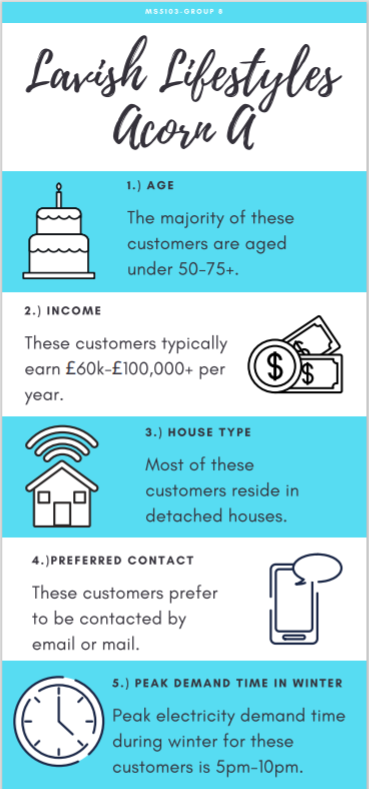 MSS103-GROUP 8
Lavish Lifestyles
Acorn A
1.) AGE
The majority of these
customers are aged
under 50-75+.
2.) INCOME
These customers typically
earn £60k-£100,000+ per
year.
$
$
$
3.) HOUSE TYPE
Most of these
customers reside in
detached houses.
4.)PREFERRED CONTACT
These customers prefer
to be contacted by
email or mail.
5.) PEAK DEMAND TIME IN WINTER
Peak electricity demand time
during winter for these
customers is 5pm-10pm.